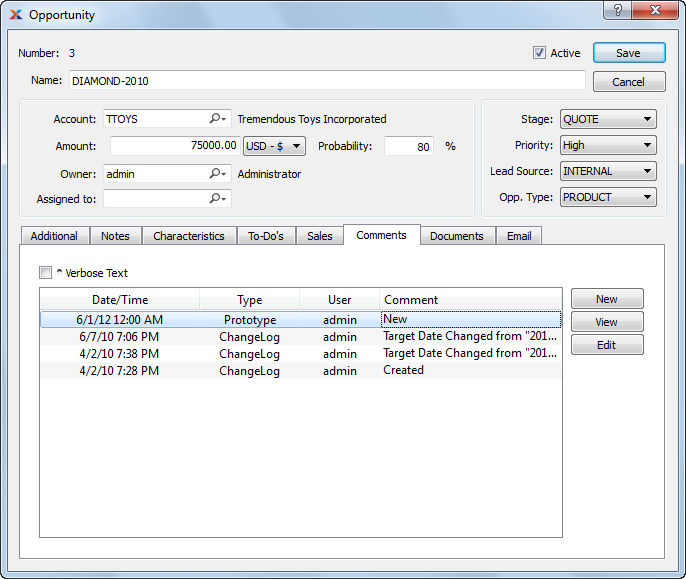 Opportunity
Number: 3
Active
Save
Name: DIAMOND-2010
Cancel
Account: TTOYS Tremendous Toys Incorporated
Stage: QUOTE
Amount: 75000.00 USD - $ Probability: 80 %
Priority: High
Owner: admin Administrator
Lead Source: INTERNAL
Assigned to:
Opp. Type: PRODUCT
Additional Notes Characteristics To-Do's Sales Comments Documents Email
^ Verbose Text
Date/Time Type User Comment
New
6/1/12 12:00 AM Prototype admin New
View
6/7/10 7:06 PM ChangeLog admin Target Date Changed from "201...
Edit
4/2/10 7:38 PM ChangeLog admin Target Date Changed from "201...
4/2/10 7:28 PM ChangeLog admin Created